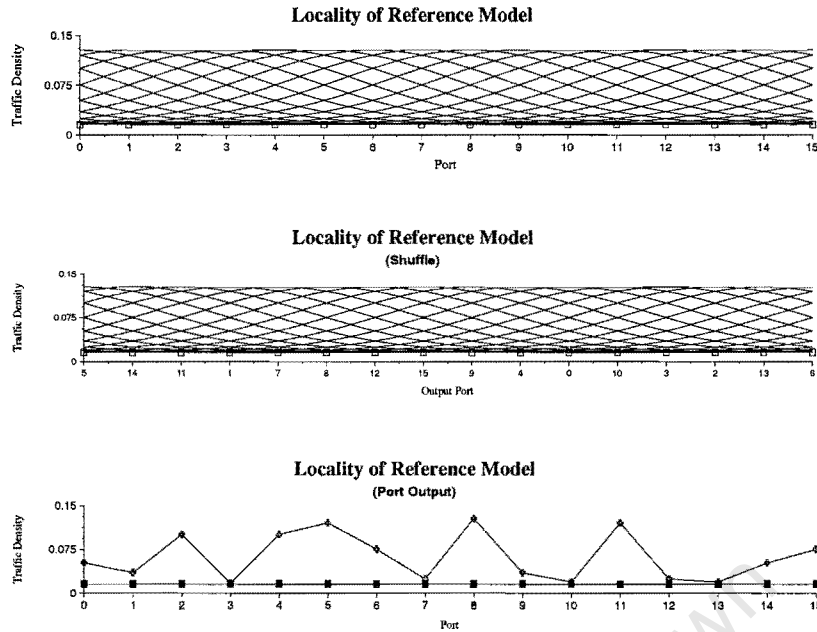 Locality of Reference Model
0.15
Traffic Density
0.075
0
0 1 2 3 4 5 6 7 8 9 10 11 12 13 14 15
Port
Locality of Reference Model
(Shuffle)
0.15
Traffic Density
0.075
0
5 14 11 1 7 8 12 15 9 4 0 10 3 2 13 6
Output Port
Locality of Reference Model
(Port Output)
0.15
Traffic Density
0.075
0
0 1 2 3 4 5 6 7 8 9 10 11 12 13 14 15
Port
wn